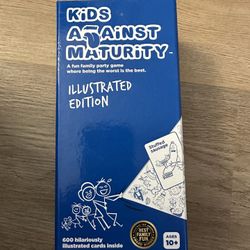 KiDS
AGAiNST
MATURiTY™
A fun family party game
where being the worst is the best.
ILLUSTRATED
EDITION
Stuffed
Sausage
600 hilariously
illustrated cards inside
BEST
FAMILY
FUN
AGES
10+